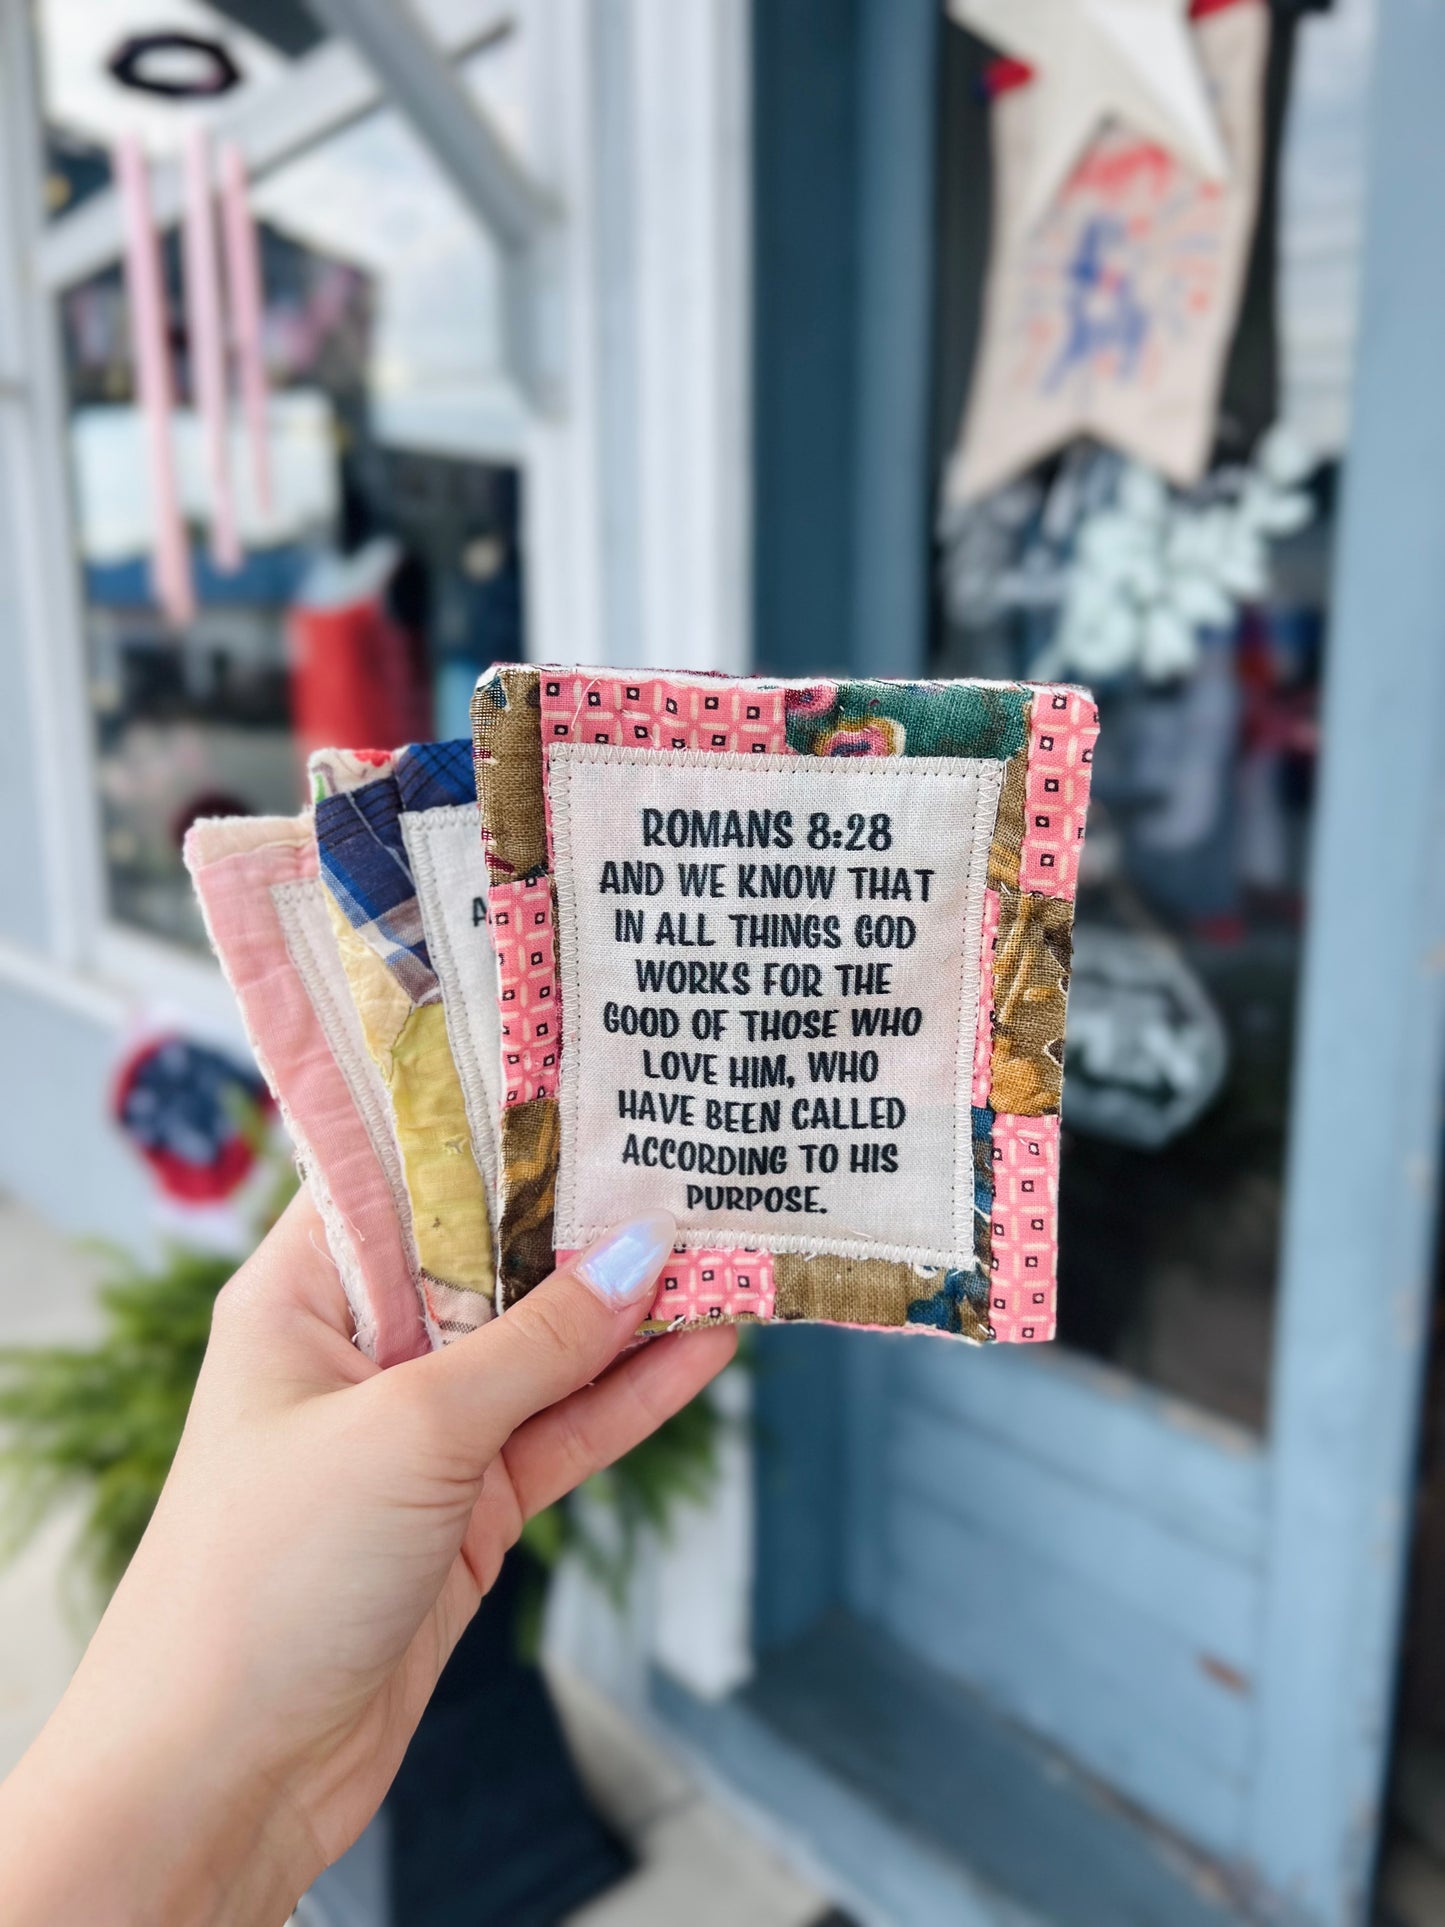 ROMANS 8:28
AND WE KNOW THAT
IN ALL THINGS GOD
WORKS FOR THE
GOOD OF THOSE WHO
LOVE HIM, WHO
HAVE BEEN CALLED
ACCORDING TO HIS
PURPOSE.